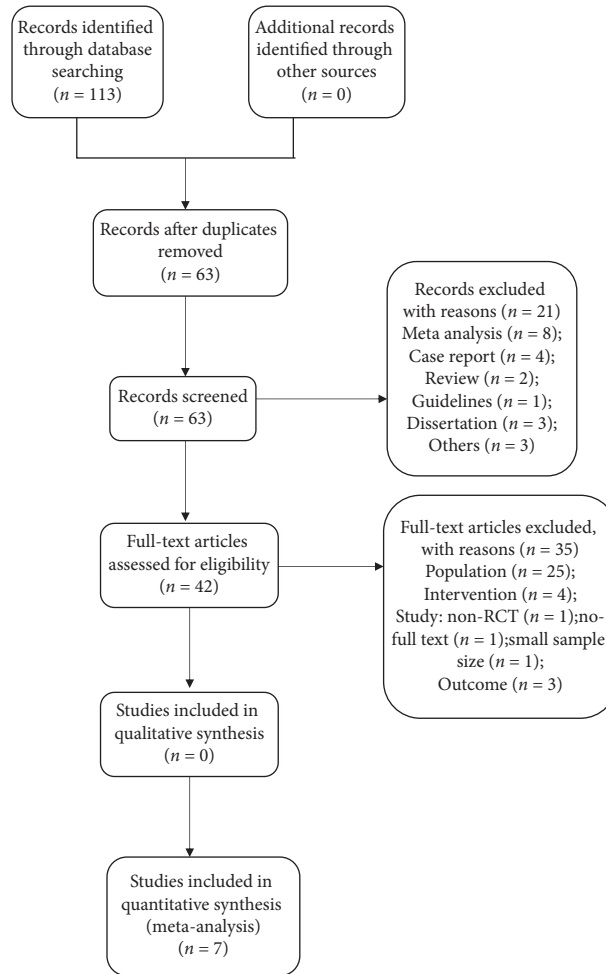 Records identified
through database
searching
(n = 113)
Additional records
identified through
other sources
(n = 0)
Records after duplicates
removed
(n = 63)
Records screened
(n = 63)
Records excluded
with reasons (n = 21)
Meta analysis (n = 8);
Case report (n = 4);
Review (n = 2);
Guidelines (n = 1);
Dissertation (n = 3);
Others (n = 3)
Full-text articles
assessed for eligibility
(n = 42)
Full-text articles excluded,
with reasons (n = 35)
Population (n = 25);
Intervention (n = 4);
Study: non-RCT (n = 1);no-
full text (n = 1);small sample
size (n = 1);
Outcome (n = 3)
Studies included in
qualitative synthesis
(n = 0)
Studies included in
quantitative synthesis
(meta-analysis)
n = 7)